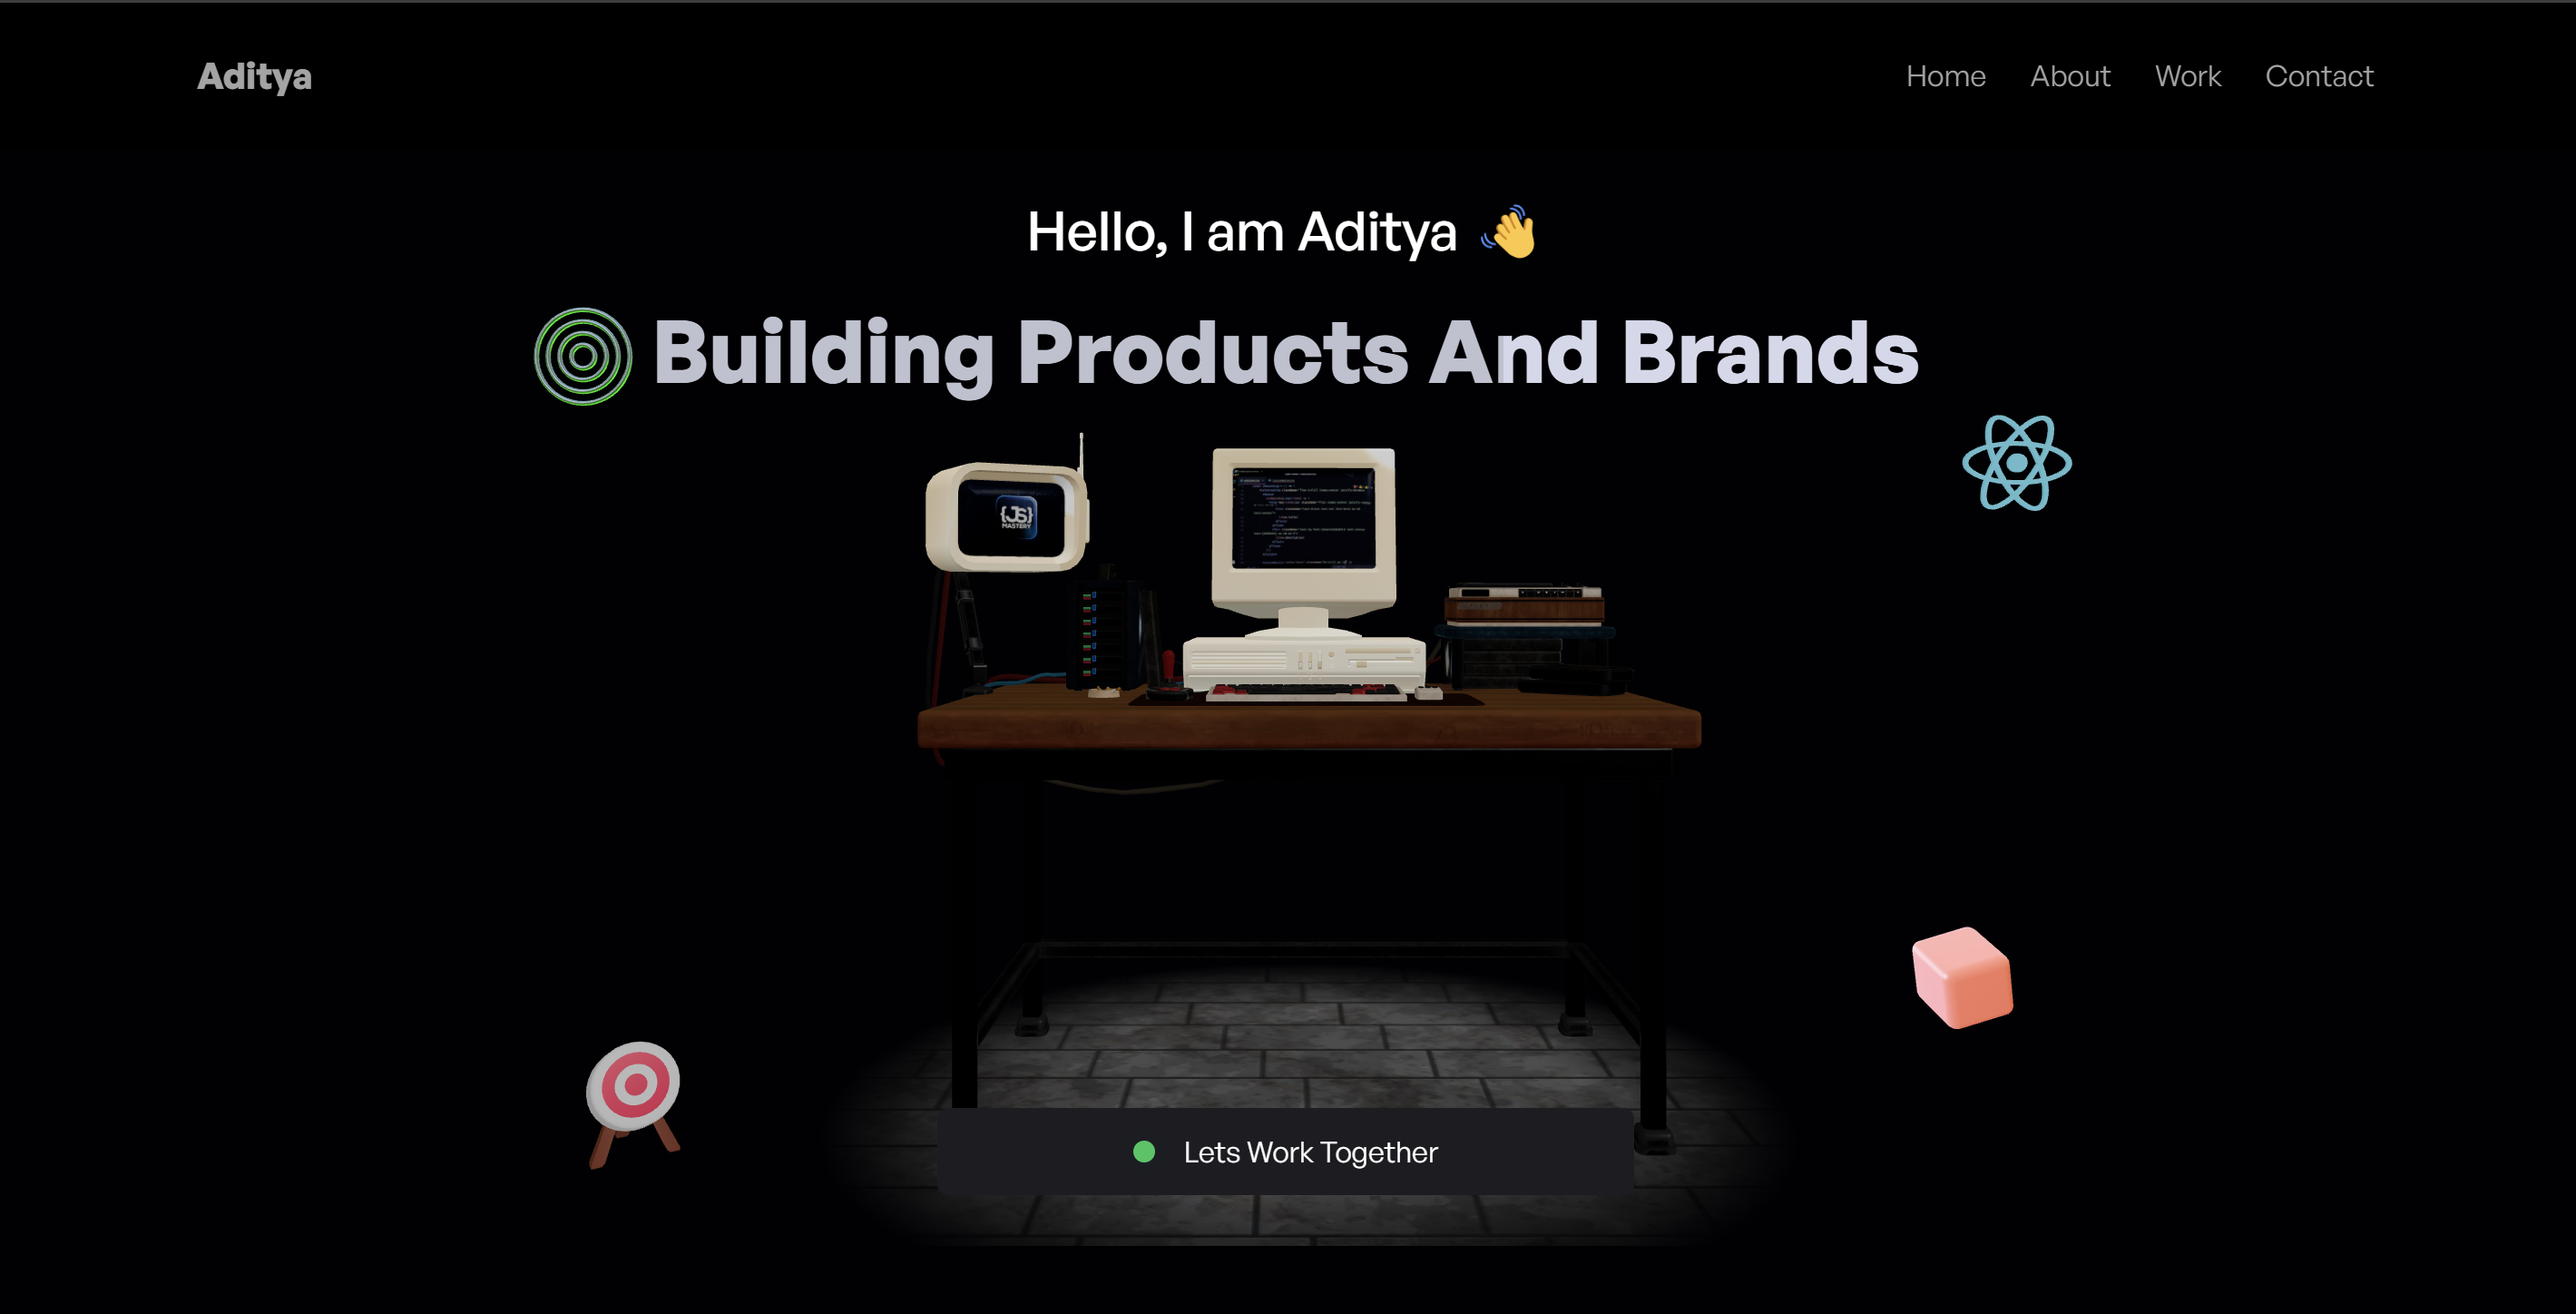 Aditya
Home About Work Contact
Hello, I am Aditya 👋
Building Products And Brands
{JS}
MASTERY
Lets Work Together